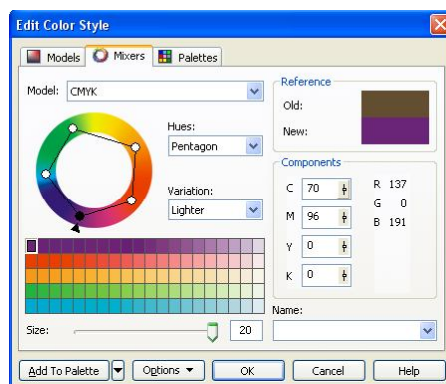 Edit Color Style
Models Mixers Palettes
Model: CMYK
Hues:
Pentagon
Variation:
Lighter
Size: 20
Reference
Old:
New:
Components
C 70 R 137
M 96 G 0
Y 0 B 191
K 0
Name:
Add To Palette Options OK Cancel Help